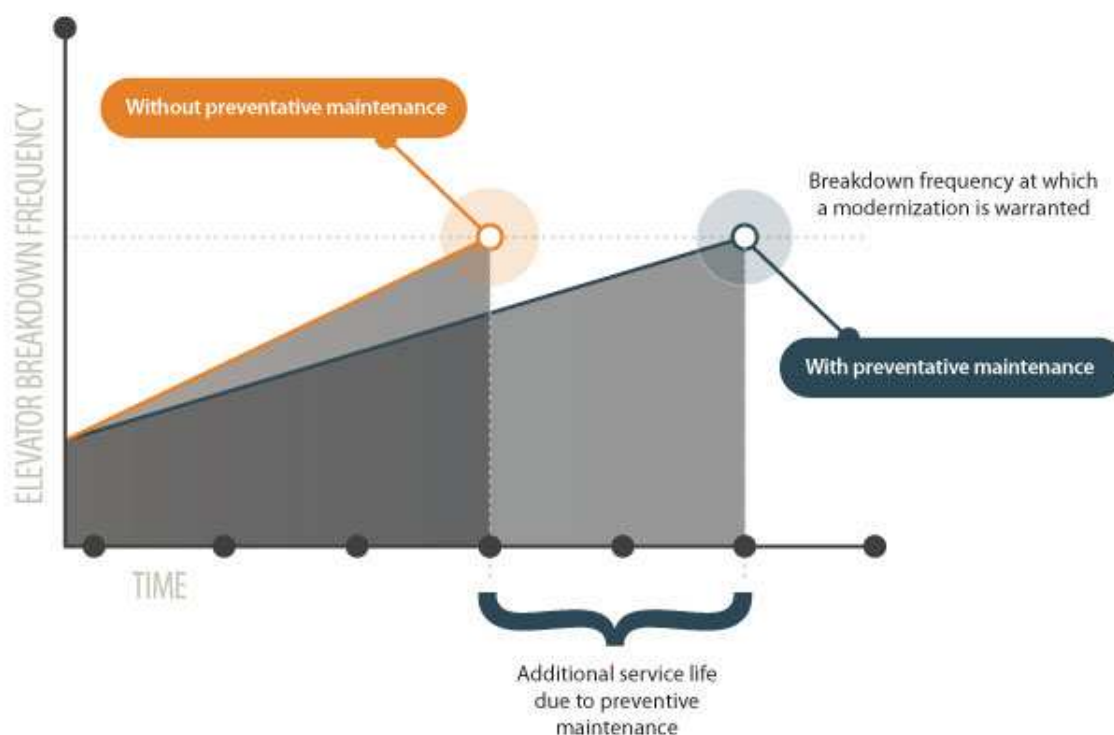 Without preventative maintenance
ELEVATOR BREAKDOWN FREQUENCY
Breakdown frequency at which
a modernization is warranted
With preventative maintenance
TIME
Additional service life
due to preventive
maintenance